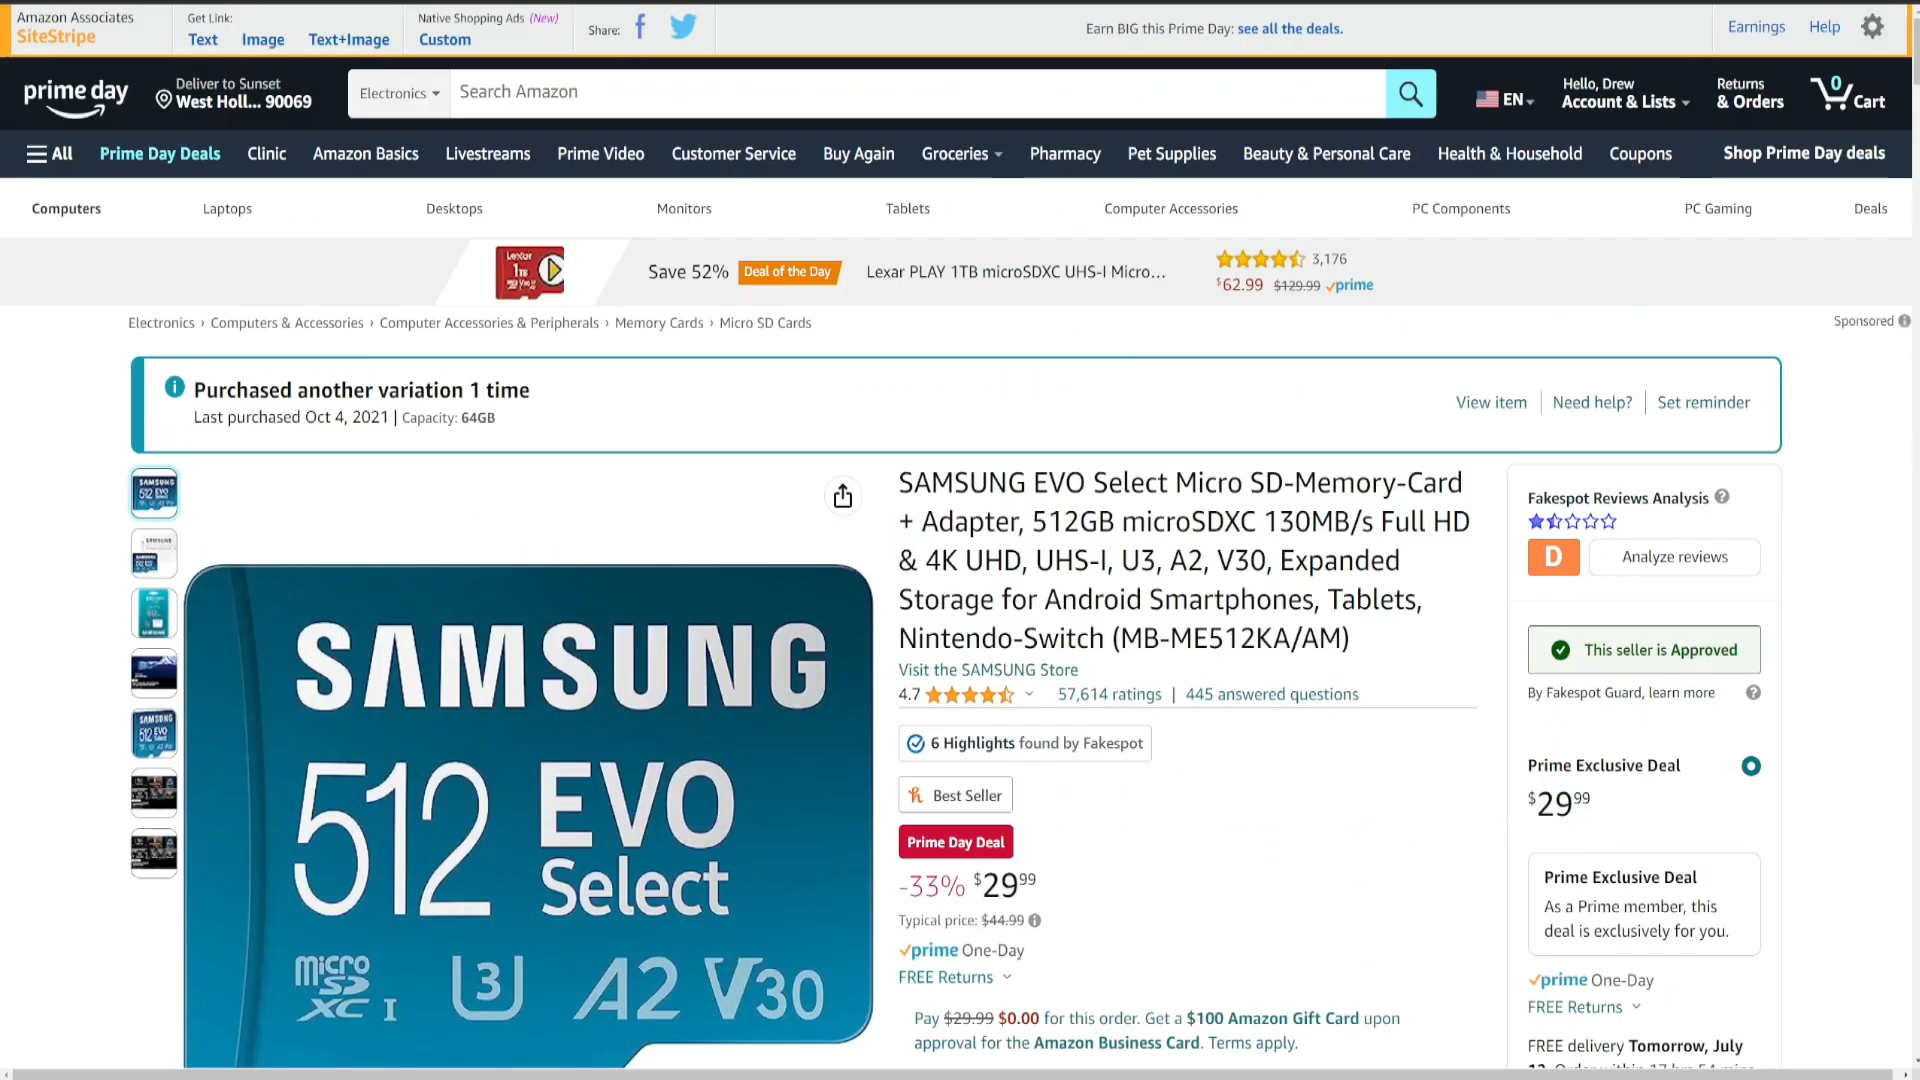 Amazon Associates
SiteStripe
Get Link:
Text Image Text+Image
Native Shopping Ads (New)
Custom
Share:
Earn BIG this Prime Day: see all the deals.
Earnings Help
prime day
Deliver to Sunset
West Holl... 90069
Electronics
Search Amazon
EN
Hello, Drew
Account & Lists
Returns
& Orders
0
Cart
All Prime Day Deals Clinic Amazon Basics Livestreams Prime Video Customer Service Buy Again Groceries Pharmacy Pet Supplies Beauty & Personal Care Health & Household Coupons Shop Prime Day deals
Computers Laptops Desktops Monitors Tablets Computer Accessories PC Components PC Gaming Deals
Lexar
1TB
Save 52% Deal of the Day Lexar PLAY 1TB microSDXC UHS-I Micro...
3,176
$62.99 $129.99 prime
Electronics › Computers & Accessories › Computer Accessories & Peripherals › Memory Cards › Micro SD Cards
Sponsored
Purchased another variation 1 time
Last purchased Oct 4, 2021 | Capacity: 64GB
View item Need help? Set reminder
SAMSUNG
512 EVO
Select
micro SD XC I U3 A2 V30
SAMSUNG EVO Select Micro SD-Memory-Card
+ Adapter, 512GB microSDXC 130MB/s Full HD
& 4K UHD, UHS-I, U3, A2, V30, Expanded
Storage for Android Smartphones, Tablets,
Nintendo-Switch (MB-ME512KA/AM)
Visit the SAMSUNG Store
4.7 57,614 ratings | 445 answered questions
6 Highlights found by Fakespot
Best Seller
Prime Day Deal
-33% $29 99
Typical price: $44.99
prime One-Day
FREE Returns
Pay $29.99 $0.00 for this order. Get a $100 Amazon Gift Card upon
approval for the Amazon Business Card. Terms apply.
Fakespot Reviews Analysis
D Analyze reviews
This seller is Approved
By Fakespot Guard, learn more
Prime Exclusive Deal
$29 99
Prime Exclusive Deal
As a Prime member, this
deal is exclusively for you.
prime One-Day
FREE Returns
FREE delivery Tomorrow, July